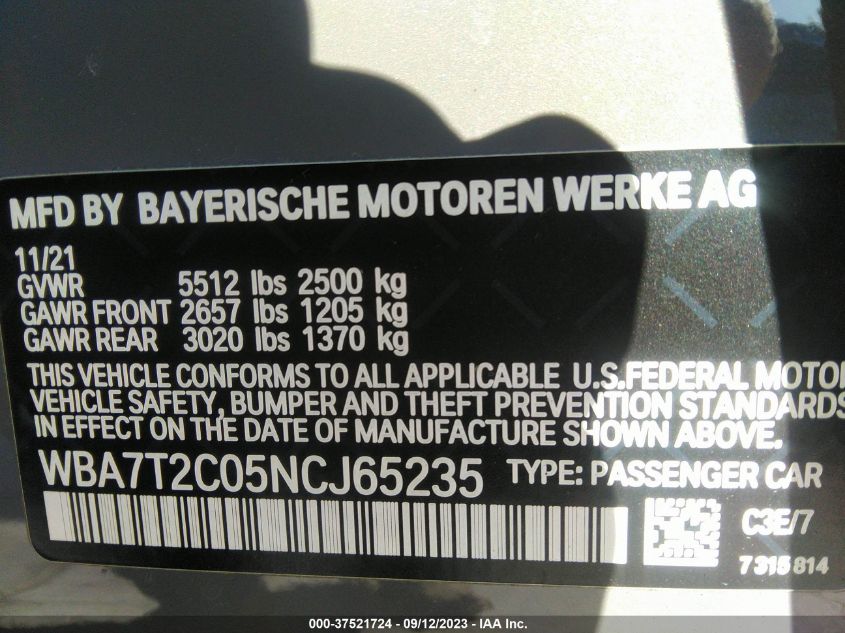 MFD BY BAYERISCHE MOTOREN WERKE AG
11/21
GVWR 5512 lbs 2500 kg
GAWR FRONT 2657 lbs 1205 kg
GAWR REAR 3020 lbs 1370 kg
THIS VEHICLE CONFORMS TO ALL APPLICABLE U.S.FEDERAL MOTO
VEHICLE SAFETY, BUMPER AND THEFT PREVENTION STANDARDS
IN EFFECT ON THE DATE OF MANUFACTURE SHOWN ABOVE.
WBA7T2C05NCJ65235 TYPE: PASSENGER CAR
C3E/7
7315814
000-37521724 - 09/12/2023 - IAA Inc.